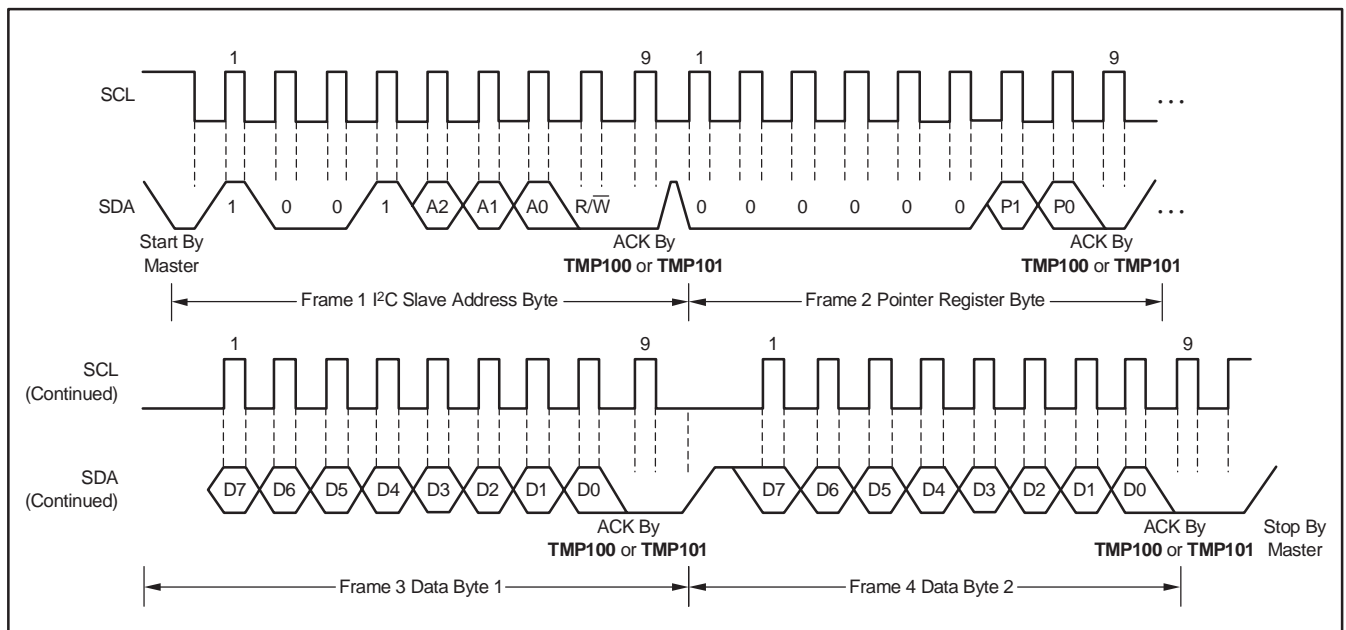 1 9 1 9
SCL ...
SDA 1 0 0 1 A2 A1 A0 R/W̅ 0 0 0 0 0 0 P1 P0 ...
Start By Master
ACK By TMP100 or TMP101
ACK By TMP100 or TMP101
Frame 1 I²C Slave Address Byte
Frame 2 Pointer Register Byte
1 9 1 9
SCL (Continued)
SDA (Continued)
D7 D6 D5 D4 D3 D2 D1 D0 D7 D6 D5 D4 D3 D2 D1 D0
ACK By TMP100 or TMP101
ACK By TMP100 or TMP101
Stop By Master
Frame 3 Data Byte 1
Frame 4 Data Byte 2